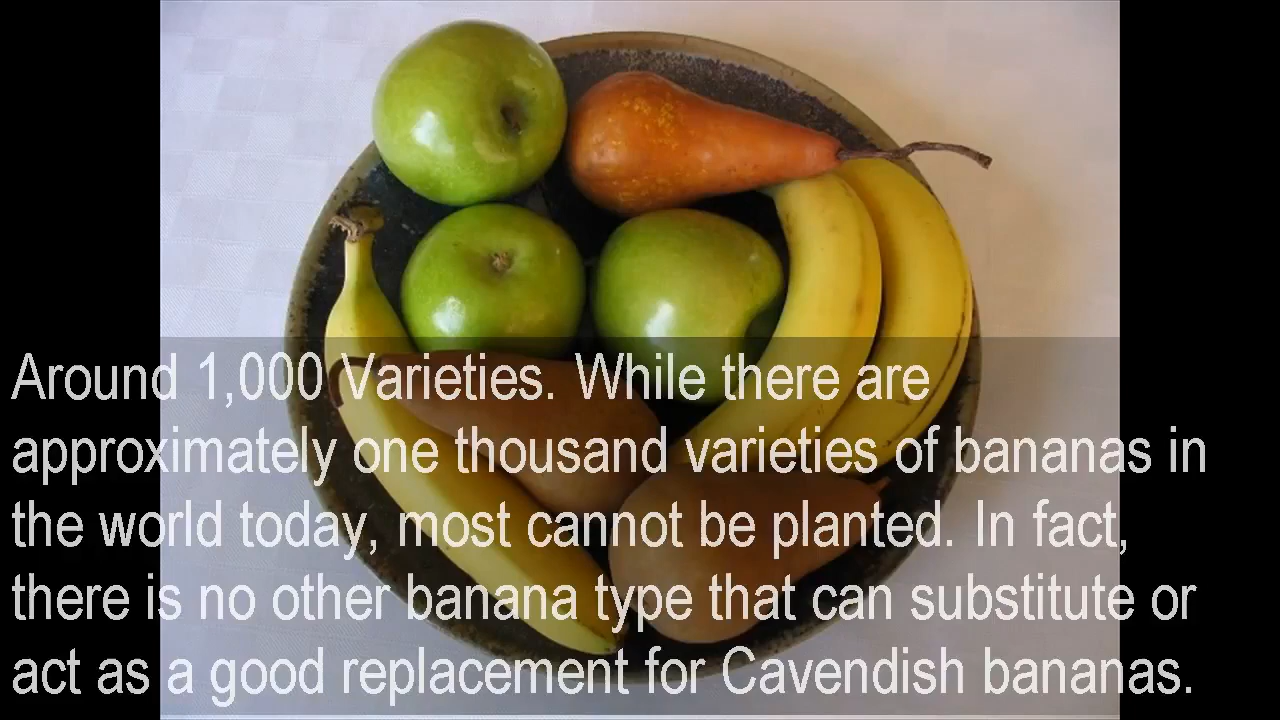 Around 1,000 Varieties. While there are
approximately one thousand varieties of bananas in
the world today, most cannot be planted. In fact,
there is no other banana type that can substitute or
act as a good replacement for Cavendish bananas.